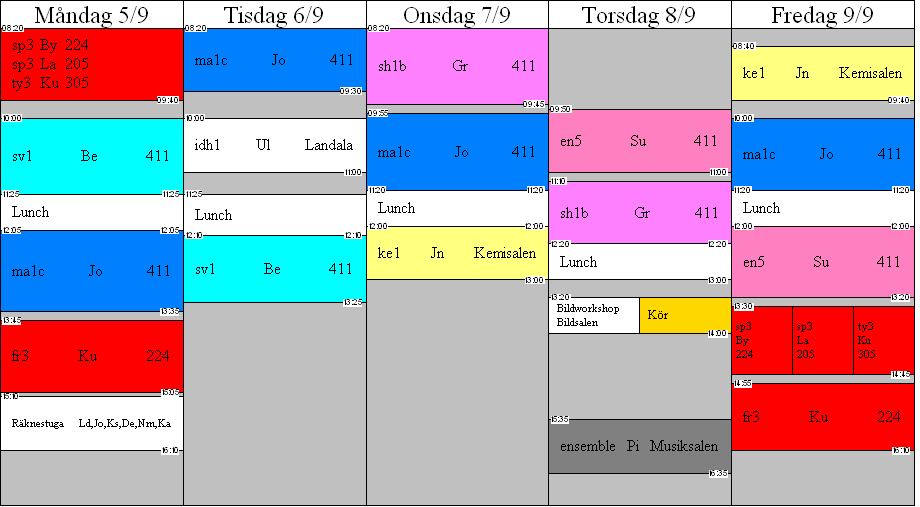 Måndag 5/9
08:20
sp3 By 224
sp3 La 205
ty3 Ku 305
09:40
10:00
sv1 Be 411
11:25
Lunch
12:05
ma1c Jo 411
13:35
13:45
fr3 Ku 224
15:05
15:10
Räknestuga Ld,Jo,Ks,De,Nm,Ka
16:10
Tisdag 6/9
08:20
ma1c Jo 411
09:30
10:00
idh1 Ul Landala
11:00
11:25
Lunch
12:10
sv1 Be 411
13:25
Onsdag 7/9
08:20
sh1b Gr 411
09:45
09:55
ma1c Jo 411
11:20
Lunch
12:00
ke1 Jn Kemisalen
13:00
Torsdag 8/9
09:50
en5 Su 411
11:00
11:10
sh1b Gr 411
12:20
Lunch
13:00
13:20
Bildworkshop
Bildsalen
Kör
14:00
15:35
ensemble Pi Musiksalen
16:35
Fredag 9/9
08:40
ke1 Jn Kemisalen
09:40
10:00
ma1c Jo 411
11:20
Lunch
12:00
en5 Su 411
13:20
13:30
sp3
By
224
sp3
La
205
ty3
Ku
305
14:45
14:55
fr3 Ku 224
16:10